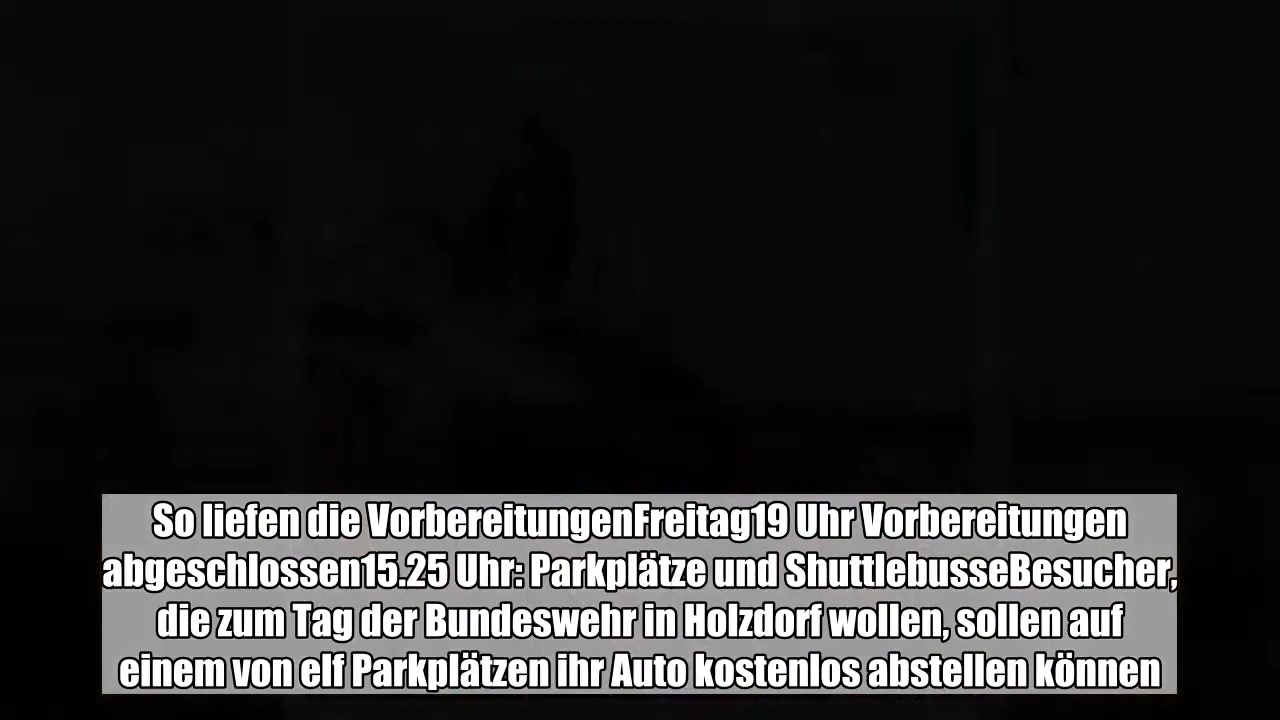 So liefen die VorbereitungenFreitag19 Uhr Vorbereitungen
abgeschlossen15.25 Uhr: Parkplätze und ShuttlebusseBesucher,
die zum Tag der Bundeswehr in Holzdorf wollen, sollen auf
einem von elf Parkplätzen ihr Auto kostenlos abstellen können